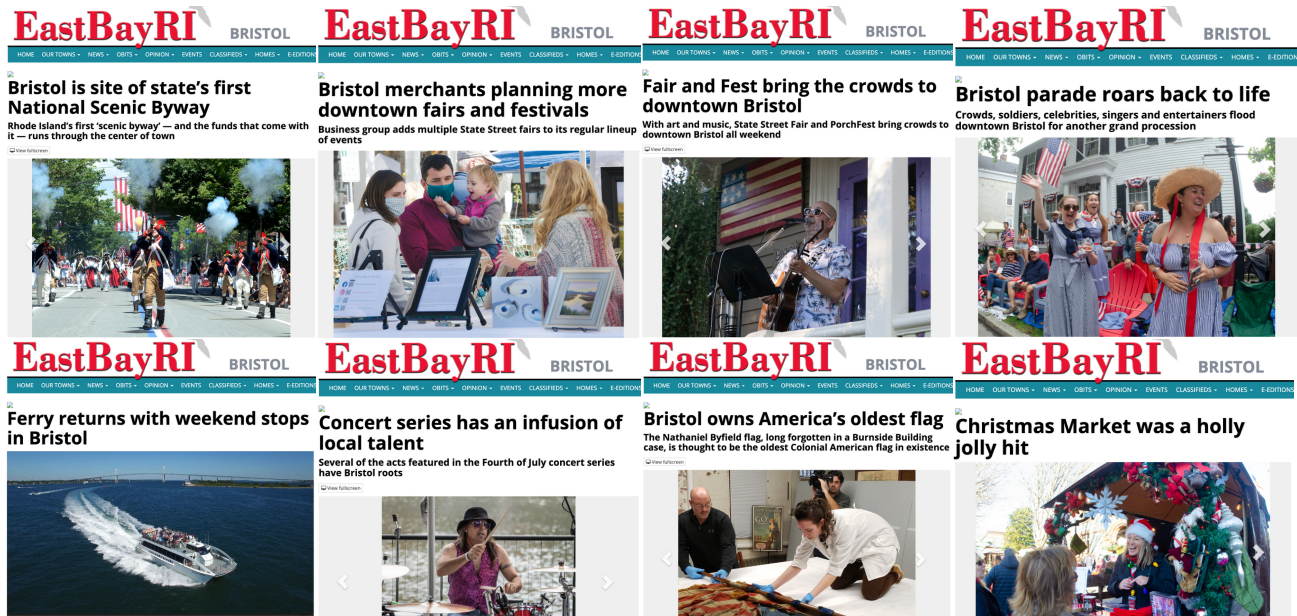 EastBayRI
BRISTOL
HOME OUR TOWNS NEWS OBITS OPINION EVENTS CLASSIFIEDS HOMES E-EDITIONS
Bristol is site of state’s first
National Scenic Byway
Rhode Island’s first ‘scenic byway’ — and the funds that come with
it — runs through the center of town
View fullscreen
EastBayRI
BRISTOL
HOME OUR TOWNS NEWS OBITS OPINION EVENTS CLASSIFIEDS HOMES E-EDITIONS
Bristol merchants planning more
downtown fairs and festivals
Business group adds multiple State Street fairs to its regular lineup
of events
EastBayRI
BRISTOL
HOME OUR TOWNS NEWS OBITS OPINION EVENTS CLASSIFIEDS HOMES E-EDITIONS
Fair and Fest bring the crowds to
downtown Bristol
With art and music, State Street Fair and PorchFest bring crowds to
downtown Bristol all weekend
View fullscreen
EastBayRI
BRISTOL
HOME OUR TOWNS NEWS OBITS OPINION EVENTS CLASSIFIEDS HOMES E-EDITION
Bristol parade roars back to life
Crowds, soldiers, celebrities, singers and entertainers flood
downtown Bristol for another grand procession
EastBayRI
BRISTOL
HOME OUR TOWNS NEWS OBITS OPINION EVENTS CLASSIFIEDS HOMES E-EDITIONS
Ferry returns with weekend stops
in Bristol
EastBayRI
BRISTOL
HOME OUR TOWNS NEWS OBITS OPINION EVENTS CLASSIFIEDS HOMES E-EDITIONS
Concert series has an infusion of
local talent
Several of the acts featured in the Fourth of July concert series
have Bristol roots
View fullscreen
EastBayRI
BRISTOL
HOME OUR TOWNS NEWS OBITS OPINION EVENTS CLASSIFIEDS HOMES E-EDITIONS
Bristol owns America’s oldest flag
The Nathaniel Byfield flag, long forgotten in a Burnside Building
case, is thought to be the oldest Colonial American flag in existence
View fullscreen
EastBayRI
BRISTOL
HOME OUR TOWNS NEWS OBITS OPINION EVENTS CLASSIFIEDS HOMES E-EDITIONS
Christmas Market was a holly
jolly hit